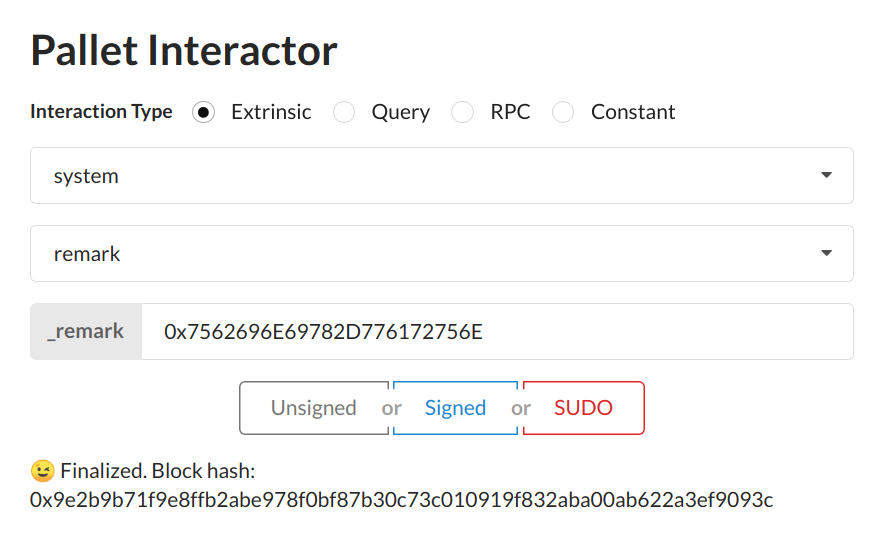 Pallet Interactor
Interaction Type Extrinsic Query RPC Constant
system
remark
_remark 0x7562696E69782D776172756E
Unsigned or Signed or SUDO
😉 Finalized. Block hash:
0x9e2b9b71f9e8ffb2abe978f0bf87b30c73c010919f832aba00ab622a3ef9093c